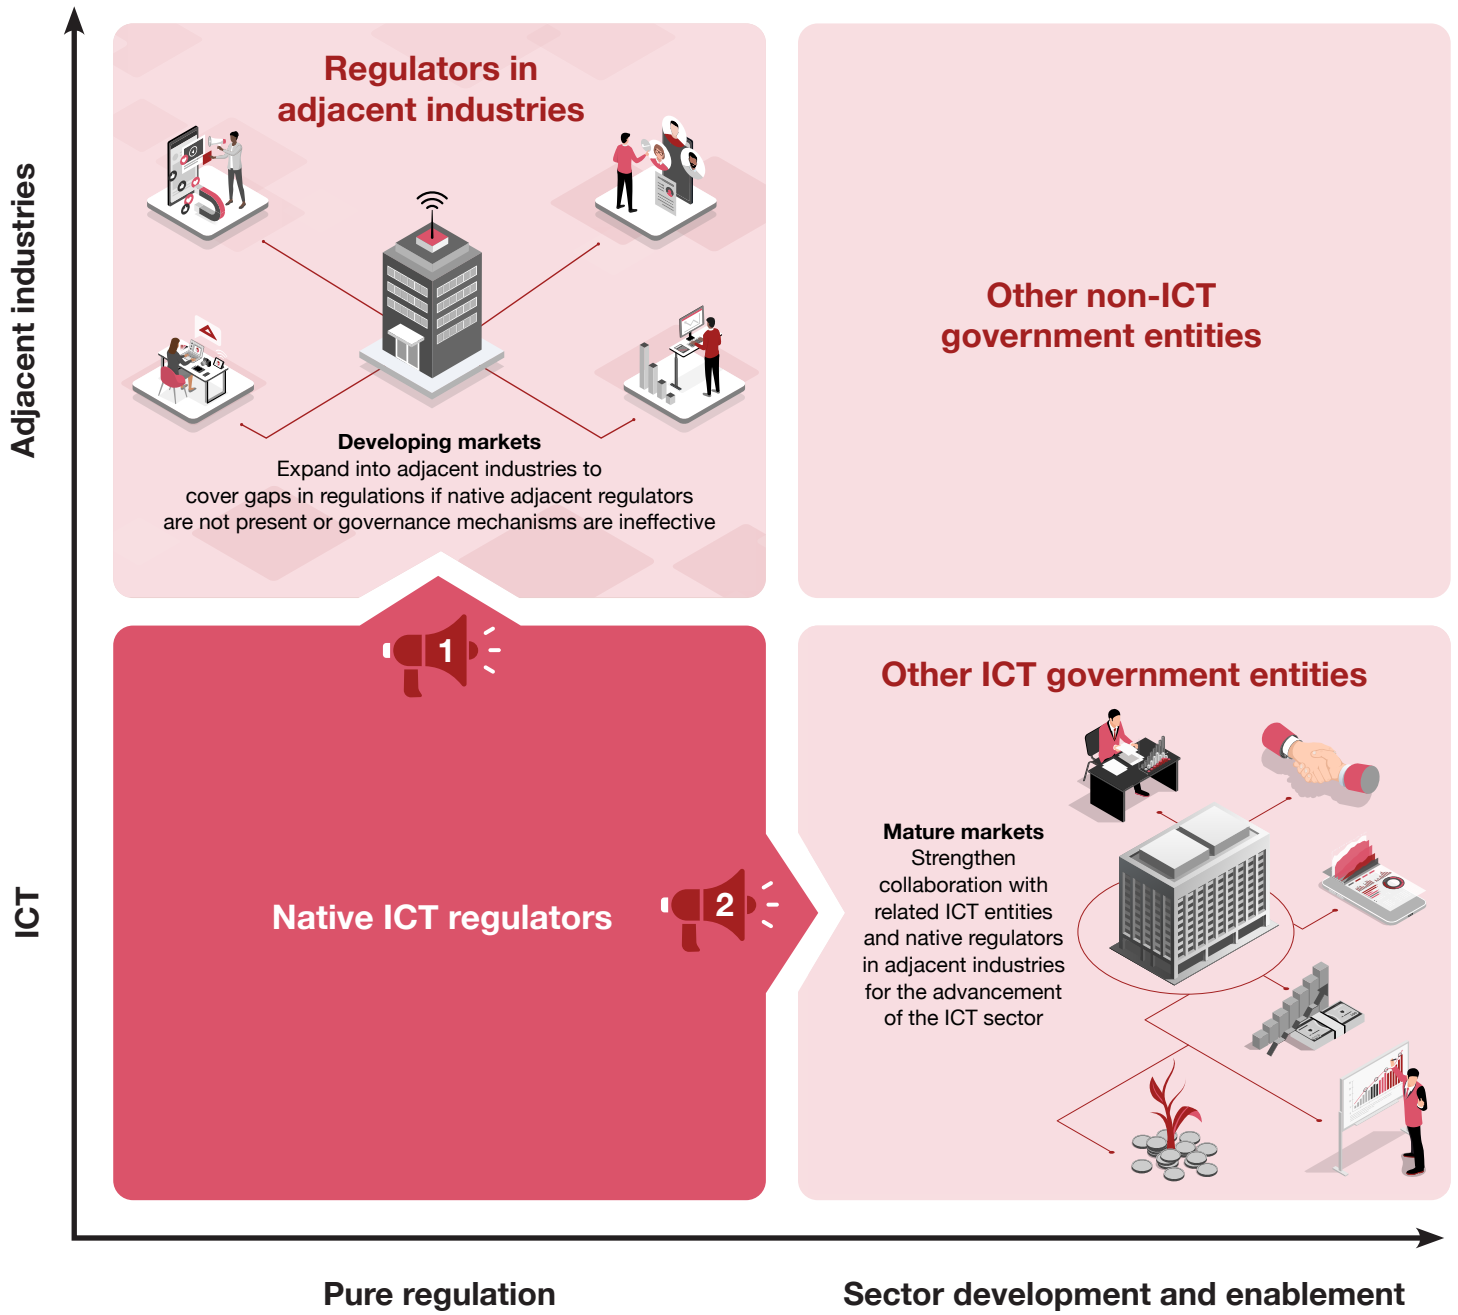 Regulators in
adjacent industries
Developing markets
Expand into adjacent industries to
cover gaps in regulations if native adjacent regulators
are not present or governance mechanisms are ineffective
Other non-ICT
government entities
Adjacent industries
1
Native ICT regulators
2
Other ICT government entities
Mature markets
Strengthen
collaboration with
related ICT entities
and native regulators
in adjacent industries
for the advancement
of the ICT sector
ICT
Pure regulation
Sector development and enablement